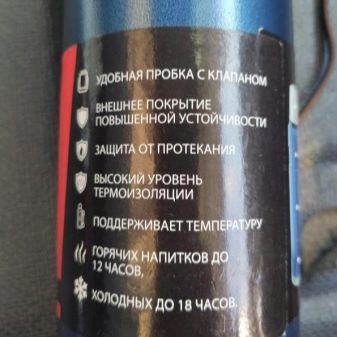 УДОБНАЯ ПРОБКА С КЛАПАНОМ
ВНЕШНЕЕ ПОКРЫТИЕ
ПОВЫШЕННОЙ УСТОЙЧИВОСТИ
ЗАЩИТА ОТ ПРОТЕКАНИЯ
ВЫСОКИЙ УРОВЕНЬ
ТЕРМОИЗОЛЯЦИИ
ПОДДЕРЖИВАЕТ ТЕМПЕРАТУРУ
ГОРЯЧИХ НАПИТКОВ ДО
12 ЧАСОВ,
ХОЛОДНЫХ ДО 18 ЧАСОВ.